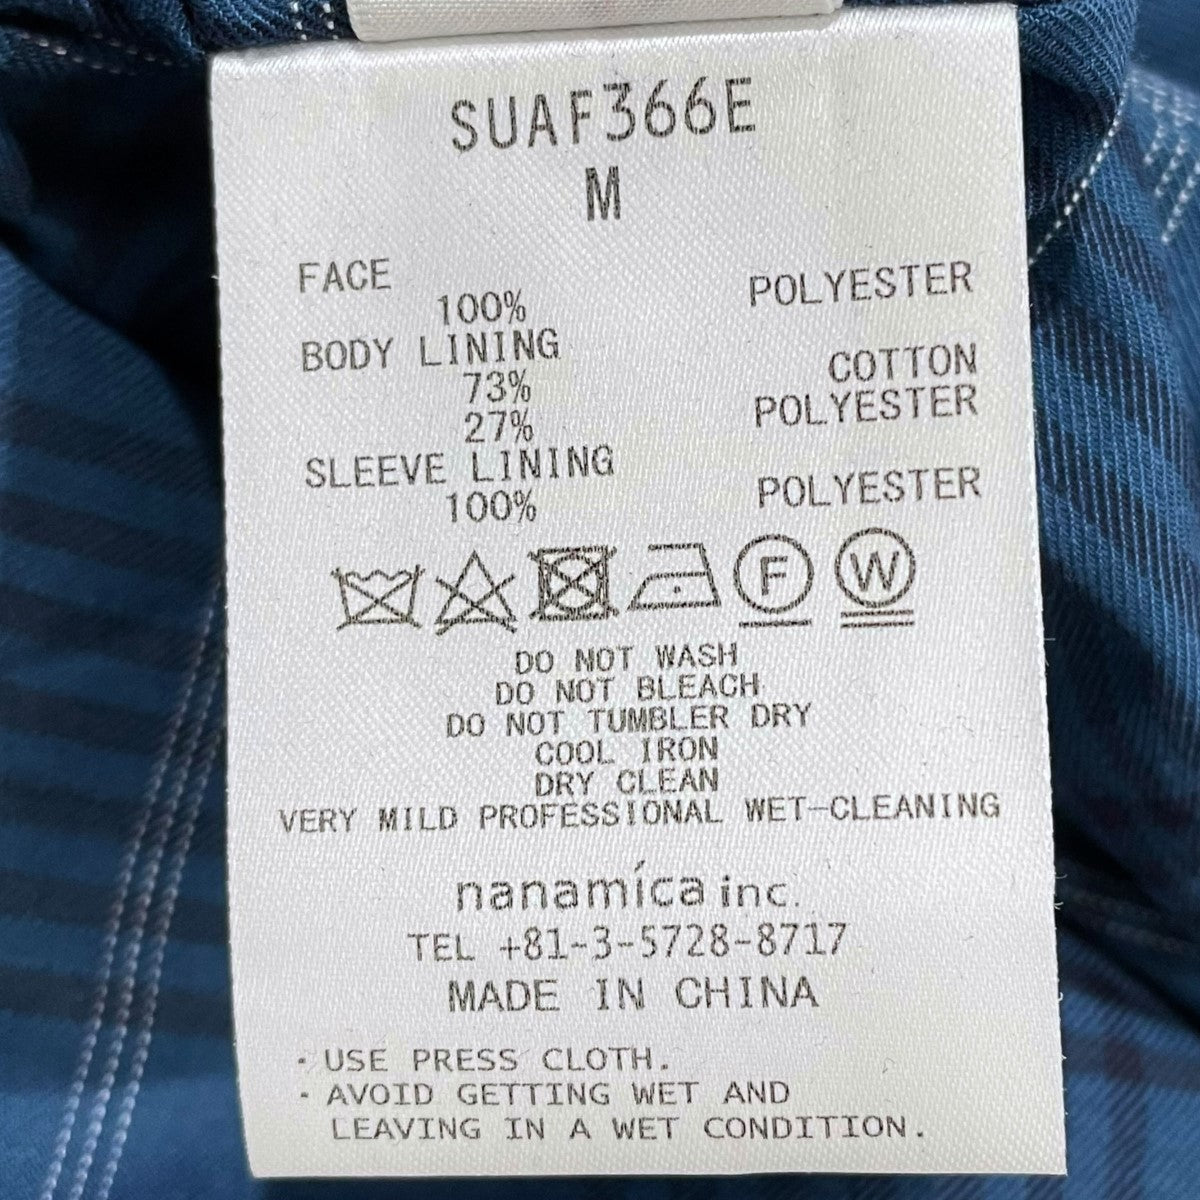 SUAF366E
M
FACE
100% POLYESTER
BODY LINING
73% COTTON
27% POLYESTER
SLEEVE LINING
100% POLYESTER
F W
DO NOT WASH
DO NOT BLEACH
DO NOT TUMBLER DRY
COOL IRON
DRY CLEAN
VERY MILD PROFESSIONAL WET-CLEANING
nanamíca inc.
TEL +81-3-5728-8717
MADE IN CHINA
・USE PRESS CLOTH.
・AVOID GETTING WET AND
LEAVING IN A WET CONDITION.